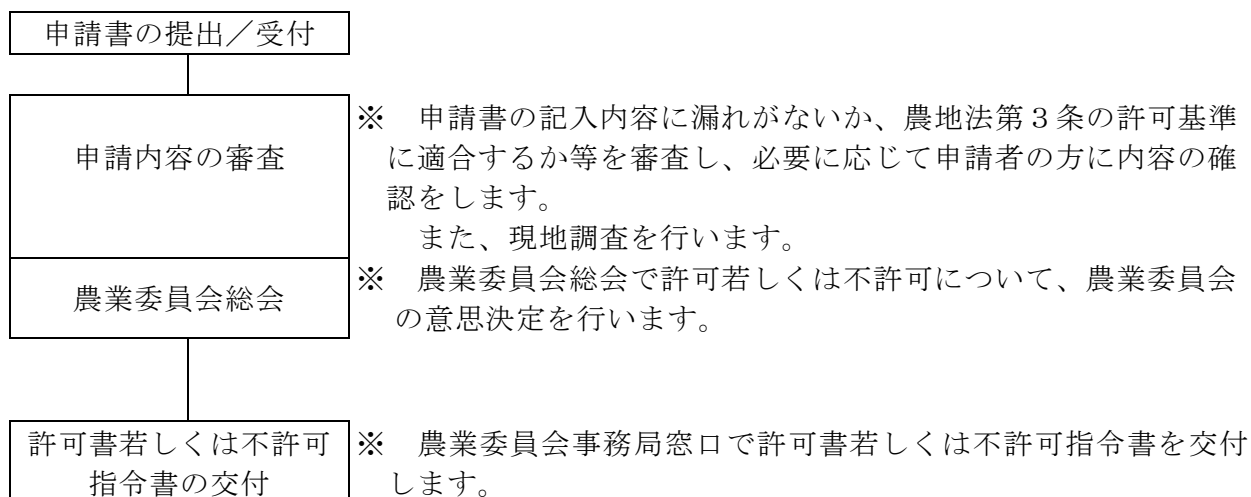 申請書の提出／受付
申請内容の審査
※　申請書の記入内容に漏れがないか、農地法第３条の許可基準
に適合するか等を審査し、必要に応じて申請者の方に内容の確
認をします。
また、現地調査を行います。
農業委員会総会
※　農業委員会総会で許可若しくは不許可について、農業委員会
の意思決定を行います。
許可書若しくは不許可
指令書の交付
※　農業委員会事務局窓口で許可書若しくは不許可指令書を交付
します。